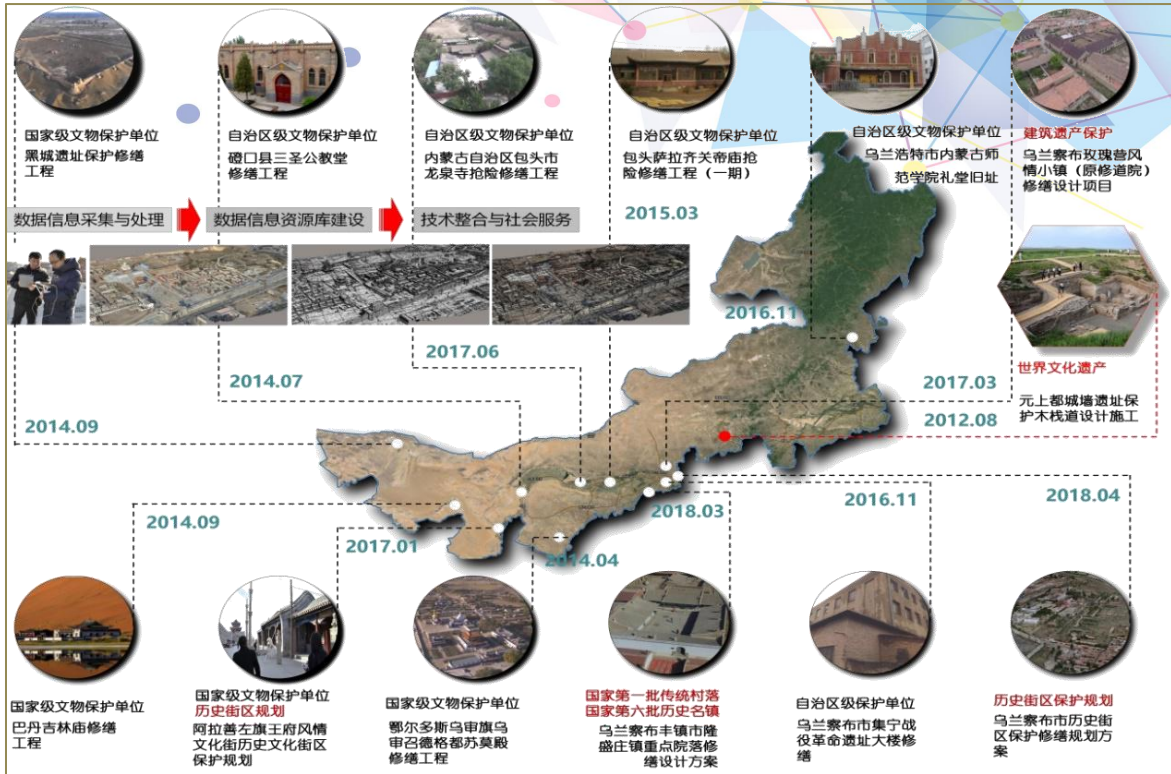 国家级文物保护单位
黑城遗址保护修缮
工程
自治区级文物保护单位
磴口县三圣公教堂
修缮工程
自治区级文物保护单位
内蒙古自治区包头市
龙泉寺抢险修缮工程
自治区级文物保护单位
包头萨拉齐关帝庙抢
险修缮工程（一期）
自治区级文物保护单位
乌兰浩特市内蒙古师
范学院礼堂旧址
建筑遗产保护
乌兰察布玫瑰营风
情小镇（原修道院）
修缮设计项目
数据信息采集与处理
数据信息资源库建设
技术整合与社会服务
2015.03
2016.11
2017.06
2014.07
2014.09
世界文化遗产
元上都城墙遗址保
护木栈道设计施工
2017.03
2012.08
2014.09
2017.01
2014.04
2018.03
2016.11
2018.04
国家级文物保护单位
巴丹吉林庙修缮
工程
国家级文物保护单位
历史街区规划
阿拉善左旗王府风情
文化街历史文化街区
保护规划
国家级文物保护单位
鄂尔多斯乌审旗乌
审召德格都苏莫殿
修缮工程
国家第一批传统村落
国家第六批历史名镇
乌兰察布丰镇市隆
盛庄镇重点院落修
缮设计方案
自治区级保护单位
乌兰察布市集宁战
役革命遗址大楼修
缮
历史街区保护规划
乌兰察布市历史街
区保护修缮规划方
案